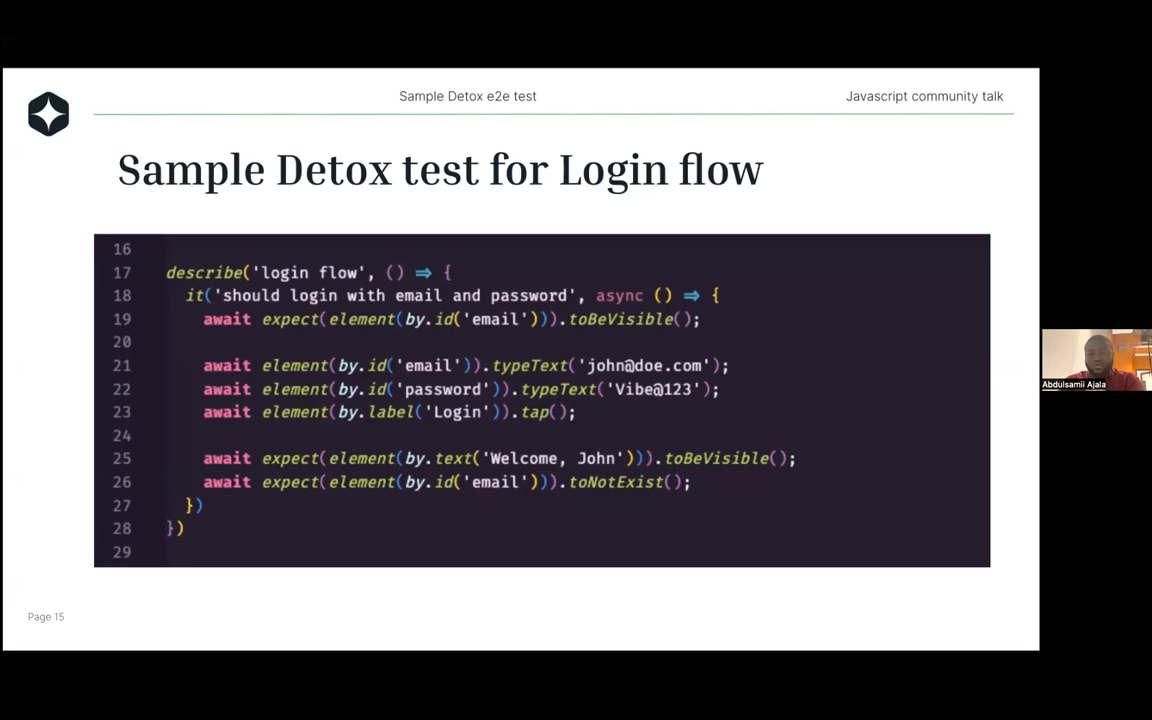 Sample Detox e2e test
Javascript community talk
Sample Detox test for Login flow
16
17 describe('login flow', () => {
18 it('should login with email and password', async () => {
19 await expect(element(by.id('email'))).toBeVisible();
20
21 await element(by.id('email')).typeText('john@doe.com');
22 await element(by.id('password')).typeText('Vibe@123');
23 await element(by.label('Login')).tap();
24
25 await expect(element(by.text('Welcome, John'))).toBeVisible();
26 await expect(element(by.id('email'))).toNotExist();
27 })
28 })
29
Abdulsamii Ajala
Page 15